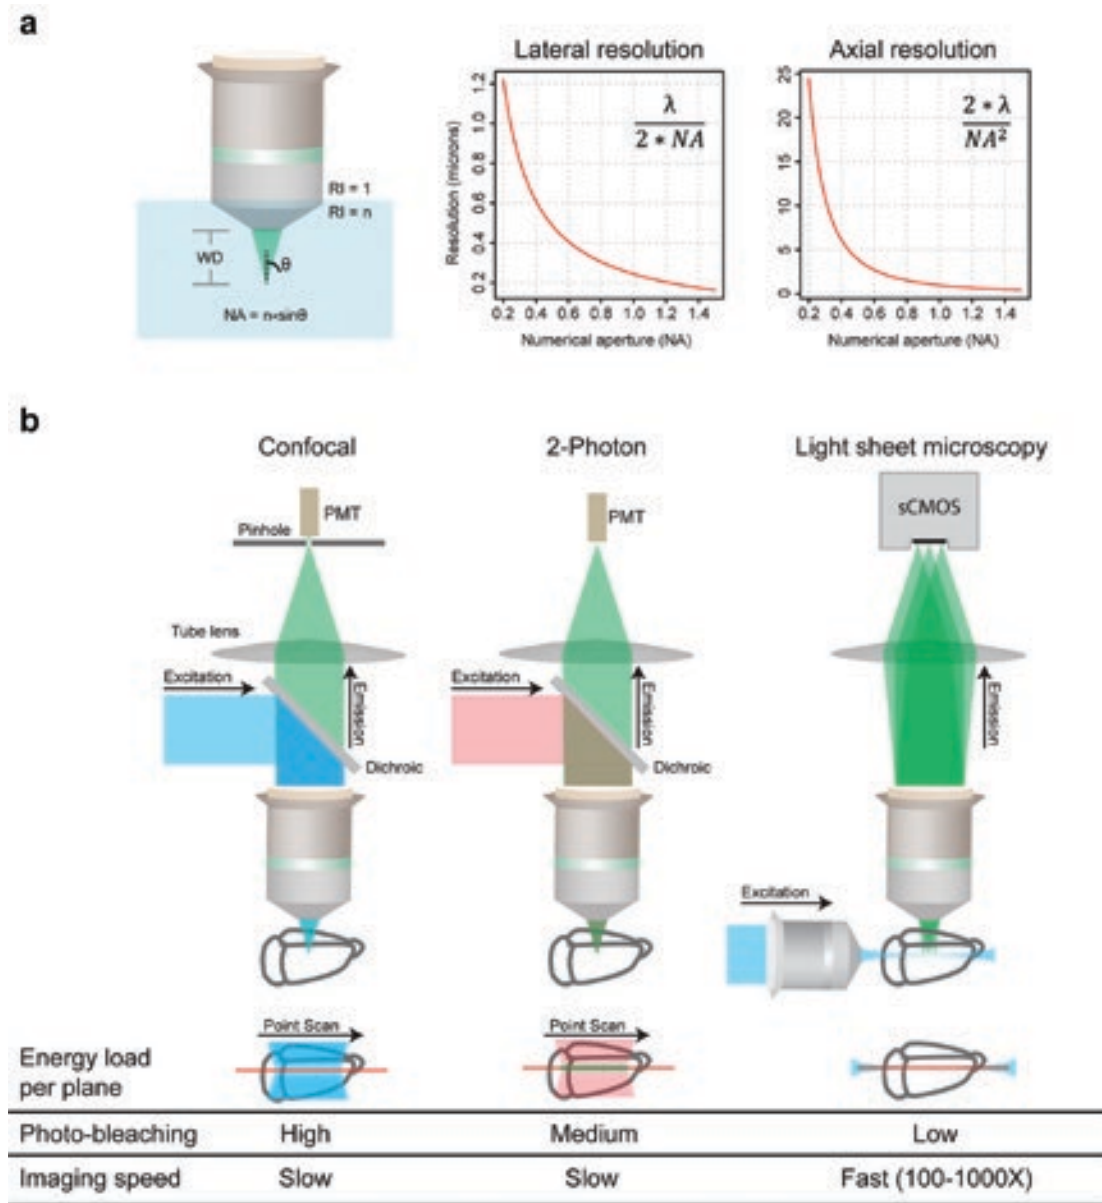 a
Lateral resolution
Axial resolution
RI = 1
RI = n
WD
θ
NA = n*sinθ
Resolution (microns)
1.2
1.0
0.8
0.6
0.4
0.2
λ
2 * NA
0.2 0.4 0.6 0.8 1.0 1.2 1.4
Numerical aperture (NA)
25
20
15
10
5
0
2 * λ
NA²
0.2 0.4 0.6 0.8 1.0 1.2 1.4
Numerical aperture (NA)
b
Confocal
2-Photon
Light sheet microscopy
PMT
Pinhole
PMT
sCMOS
Tube lens
Excitation
Emission
Dichroic
Excitation
Emission
Dichroic
Emission
Excitation
Point Scan
Point Scan
Energy load
per plane
Photo-bleaching High Medium Low
Imaging speed Slow Slow Fast (100-1000X)